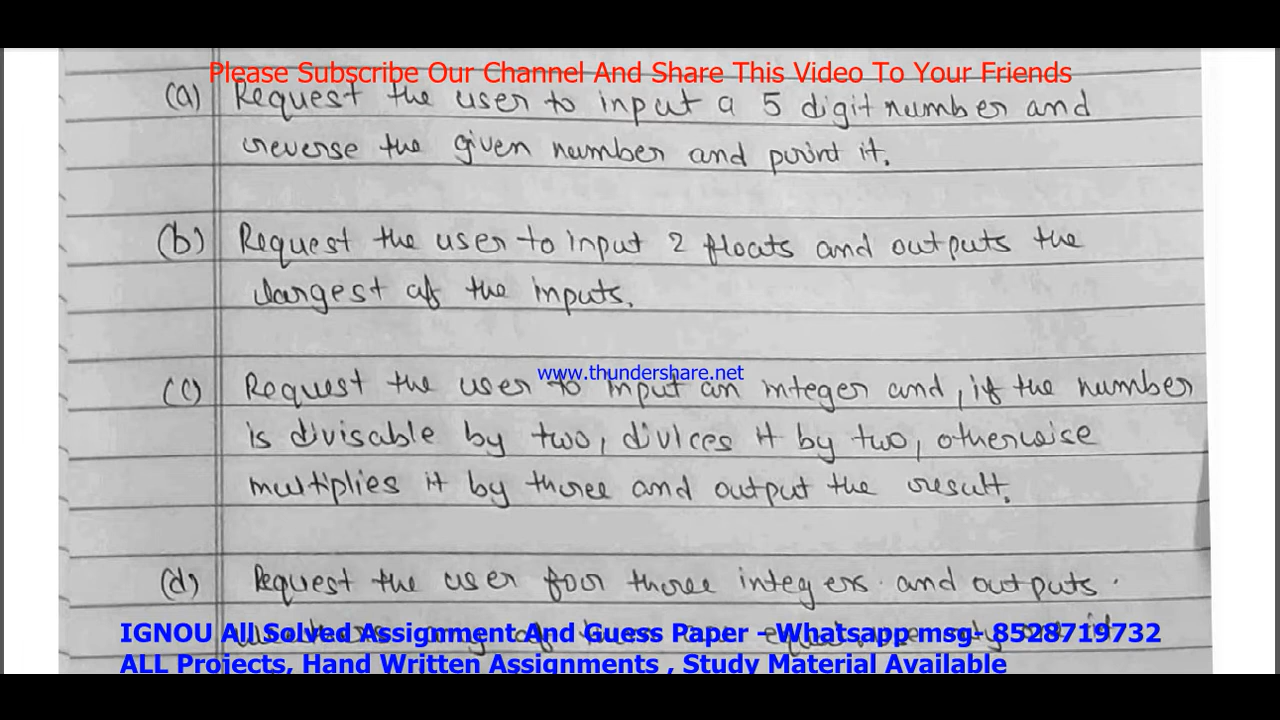 Please Subscribe Our Channel And Share This Video To Your Friends
(a) Request the user to input a 5 digit number and
reverse the given number and print it.
(b) Request the user to input 2 floats and outputs the
largest of the inputs.
www.thundershare.net
(c) Request the user to input an integer and, if the number
is divisable by two, divices it by two, otherwise
multiplies it by three and output the result.
(d) Request the user for three integers and outputs
IGNOU All Solved Assignment And Guess Paper - Whatsapp msg- 8528719732
ALL Projects, Hand Written Assignments , Study Material Available